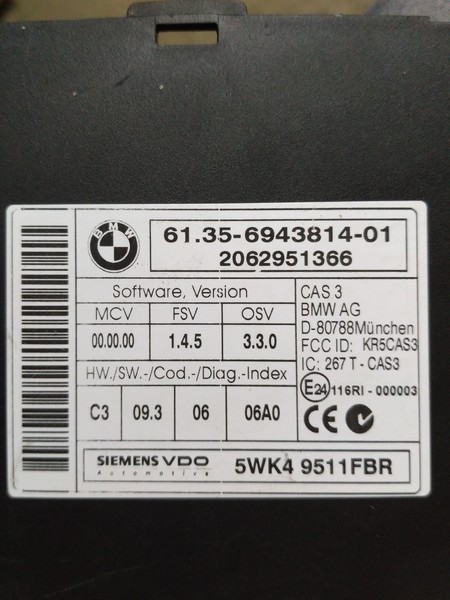 BMW
61.35-6943814-01
2062951366
Software, Version
MCV FSV OSV
00.00.00 1.4.5 3.3.0
HW./SW.-/Cod.-/Diag.-Index
C3 09.3 06 06A0
CAS 3
BMW AG
D-80788München
FCC ID: KR5CAS3
IC: 267 T-CAS3
E24 116RI-000003
CE
SIEMENS VDO
Automotive
5WK4 9511FBR